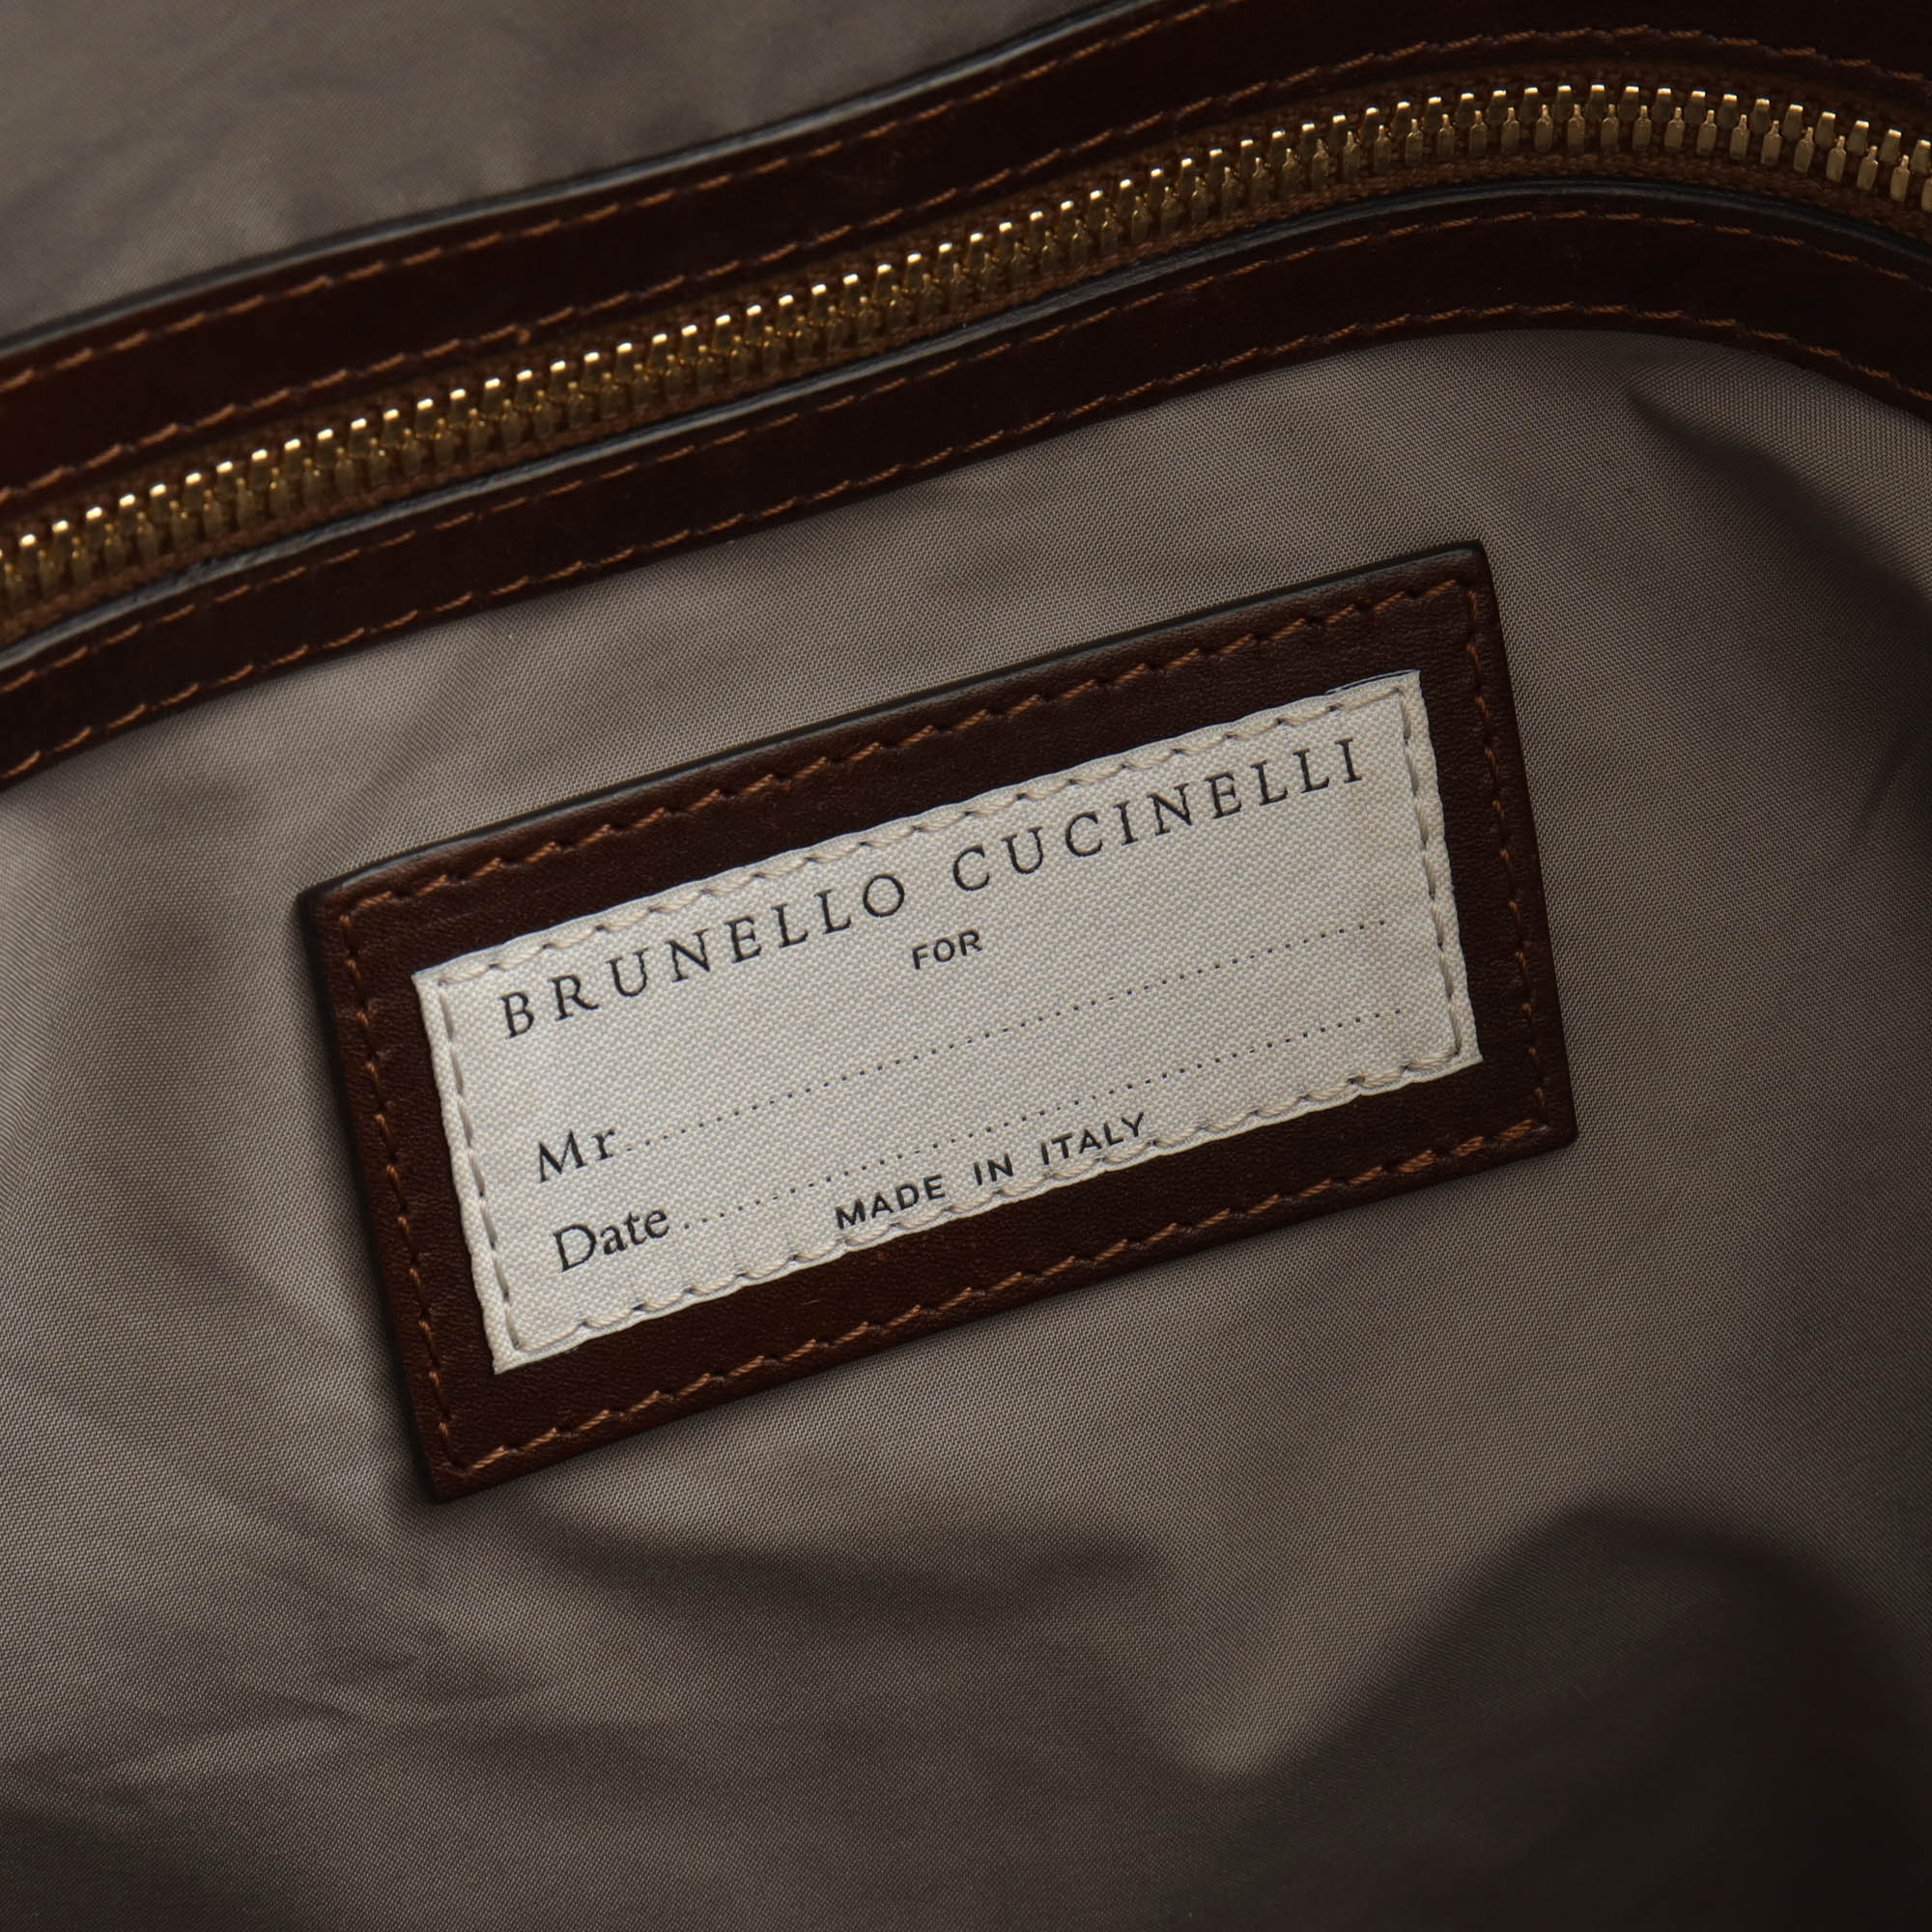 BRUNELLO CUCINELLI
FOR
Mr.
Date
MADE IN ITALY